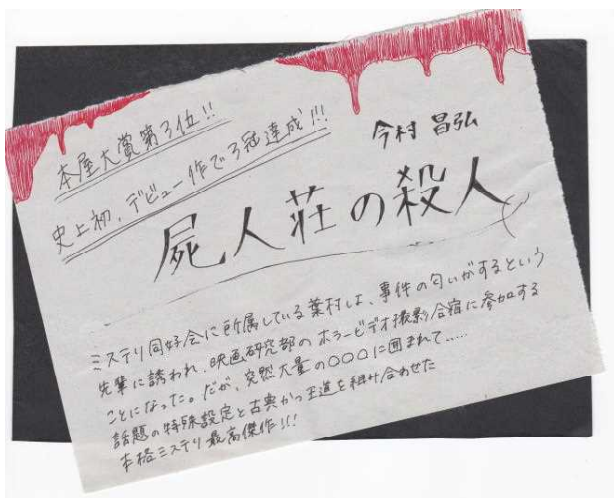 本屋大賞第3位!!
史上初、デビュー作で3冠達成!!!
今村 昌弘
屍人荘の殺人
ミステリ同好会に所属している葉村は、事件の匂いがするという
先輩に誘われ、映画研究部のホラービデオ撮影合宿に参加する
ことになった。だが、突然大量の〇〇〇に囲まれて……
話題の特殊設定と古典かつ王道を組み合わせた
本格ミステリ最高傑作!!!